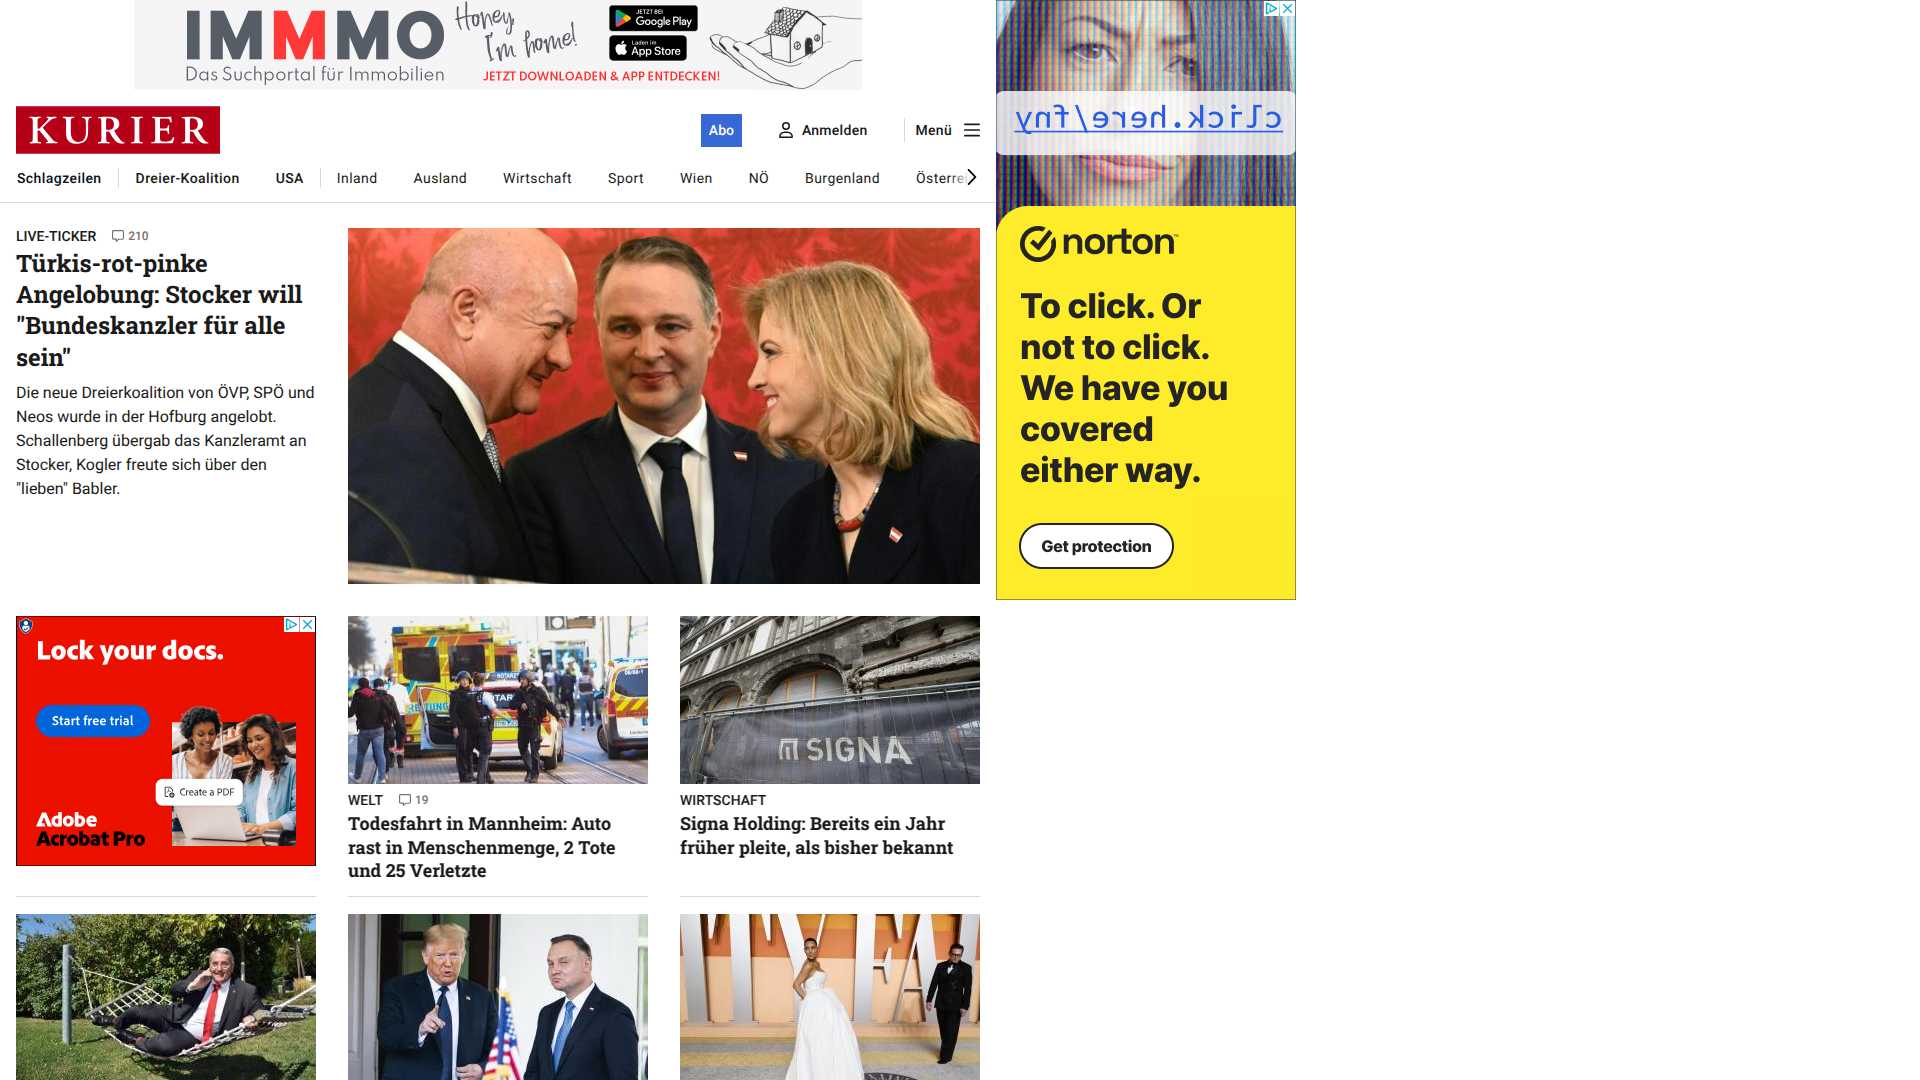 IMMMO
Das Suchportal für Immobilien
Honey, I'm home!
JETZT BEI
Google Play
Laden im
App Store
JETZT DOWNLOADEN & APP ENTDECKEN!
KURIER
Abo
Anmelden
Menü
Schlagzeilen
Dreier-Koalition
USA
Inland
Ausland
Wirtschaft
Sport
Wien
NÖ
Burgenland
Österre
LIVE-TICKER 210
Türkis-rot-pinke
Angelobung: Stocker will
"Bundeskanzler für alle
sein"
Die neue Dreierkoalition von ÖVP, SPÖ und
Neos wurde in der Hofburg angelobt.
Schallenberg übergab das Kanzleramt an
Stocker, Kogler freute sich über den
"lieben" Babler.
click.here/fny
norton
To click. Or
not to click.
We have you
covered
either way.
Get protection
Lock your docs.
Start free trial
Create a PDF
Adobe
Acrobat Pro
NOTARZT
SIGNA
WELT 19
Todesfahrt in Mannheim: Auto
rast in Menschenmenge, 2 Tote
und 25 Verletzte
WIRTSCHAFT
Signa Holding: Bereits ein Jahr
früher pleite, als bisher bekannt